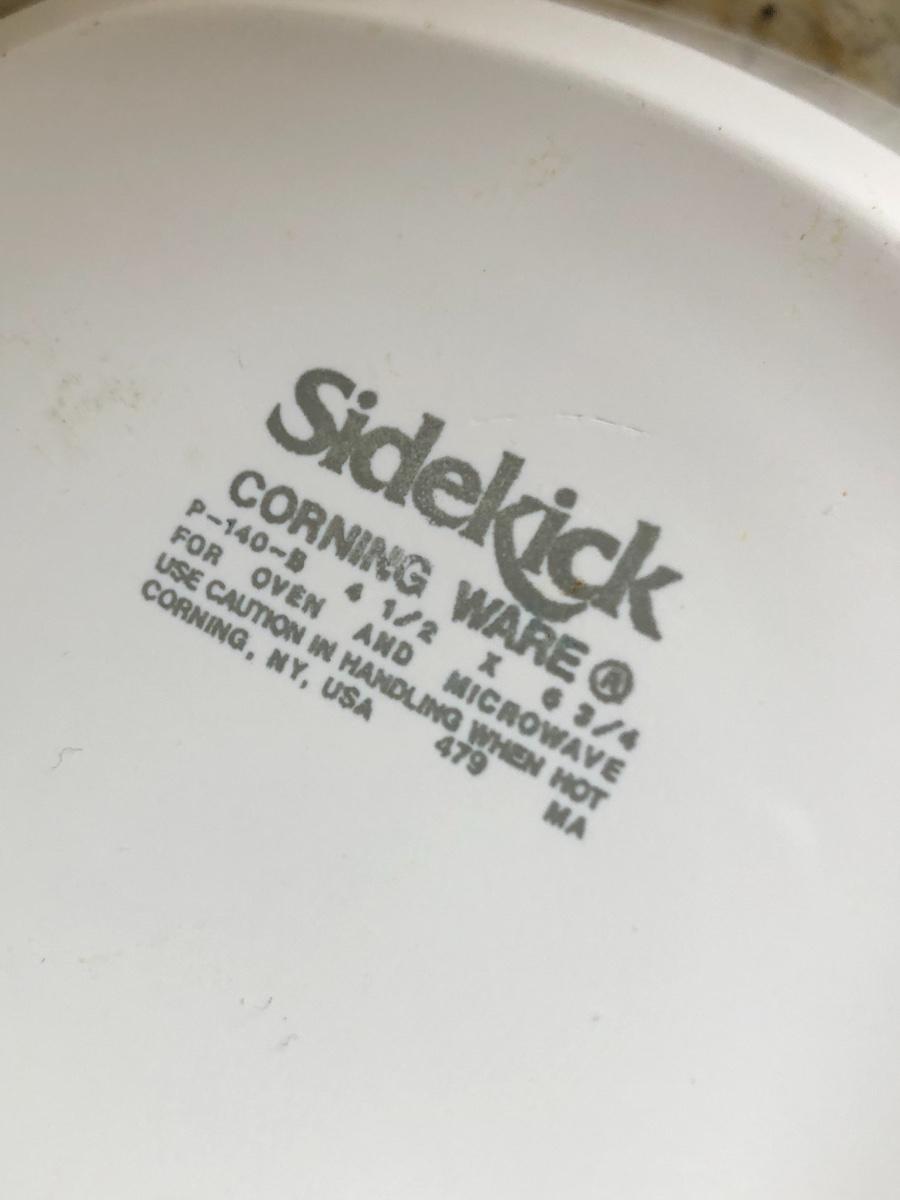 Sidekick
CORNING WARE ®
P-140-B 4 1/2 X 6 3/4
FOR OVEN AND MICROWAVE
USE CAUTION IN HANDLING WHEN HOT
CORNING, NY, USA 479 MA